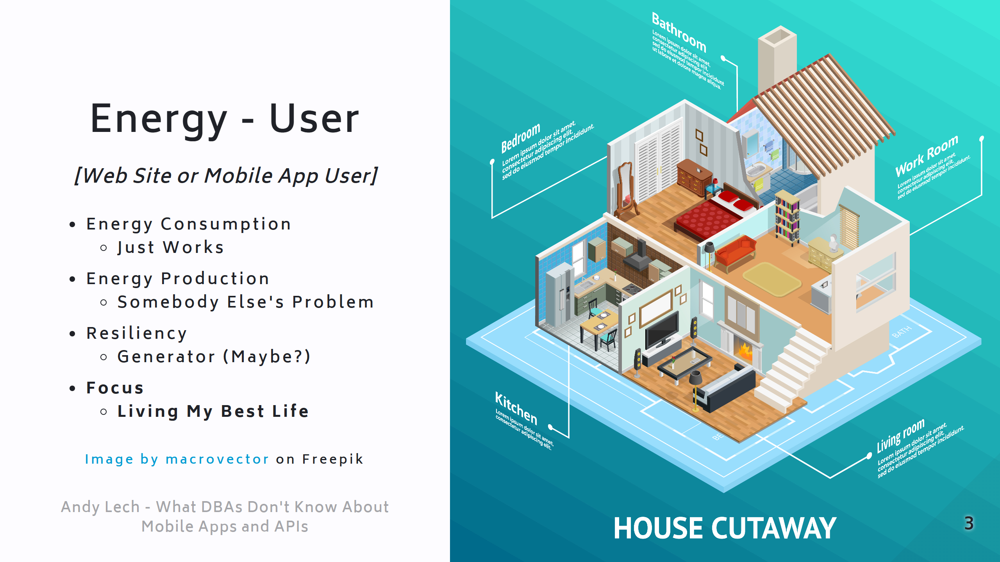 Energy - User
[Web Site or Mobile App User]
• Energy Consumption
◦ Just Works
• Energy Production
◦ Somebody Else's Problem
• Resiliency
◦ Generator (Maybe?)
• Focus
◦ Living My Best Life
Image by macrovector on Freepik
Andy Lech - What DBAs Don't Know About
Mobile Apps and APIs
Bathroom
Lorem ipsum dolor sit amet,
consectetur adipiscing elit,
sed do eiusmod tempor incididunt
ut labore et dolore magna aliqua.
Bedroom
Lorem ipsum dolor sit amet,
consectetur adipiscing elit,
sed do eiusmod tempor incididunt.
Work Room
Lorem ipsum dolor sit amet,
consectetur adipiscing elit,
sed do eiusmod tempor incididunt.
BATH
Kitchen
Lorem ipsum dolor sit amet,
consectetur adipiscing elit.
BE
Living room
Lorem ipsum dolor sit amet,
consectetur adipiscing elit,
sed do eiusmod tempor incididunt.
HOUSE CUTAWAY
3